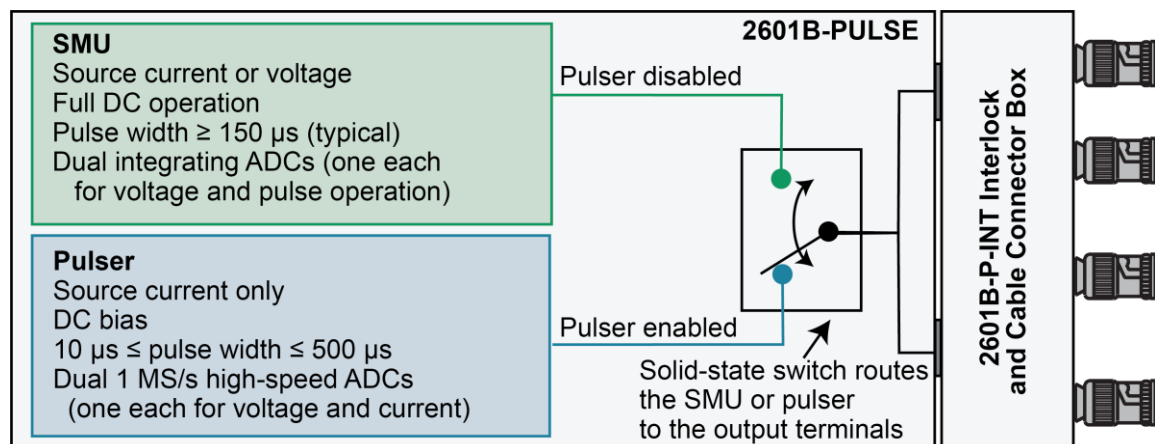 2601B-PULSE
SMU
Source current or voltage
Full DC operation
Pulse width ≥ 150 µs (typical)
Dual integrating ADCs (one each
for voltage and pulse operation)
Pulser disabled
Pulser
Source current only
DC bias
10 µs ≤ pulse width ≤ 500 µs
Dual 1 MS/s high-speed ADCs
(one each for voltage and current)
Pulser enabled
Solid-state switch routes
the SMU or pulser
to the output terminals
2601B-P-INT Interlock
and Cable Connector Box